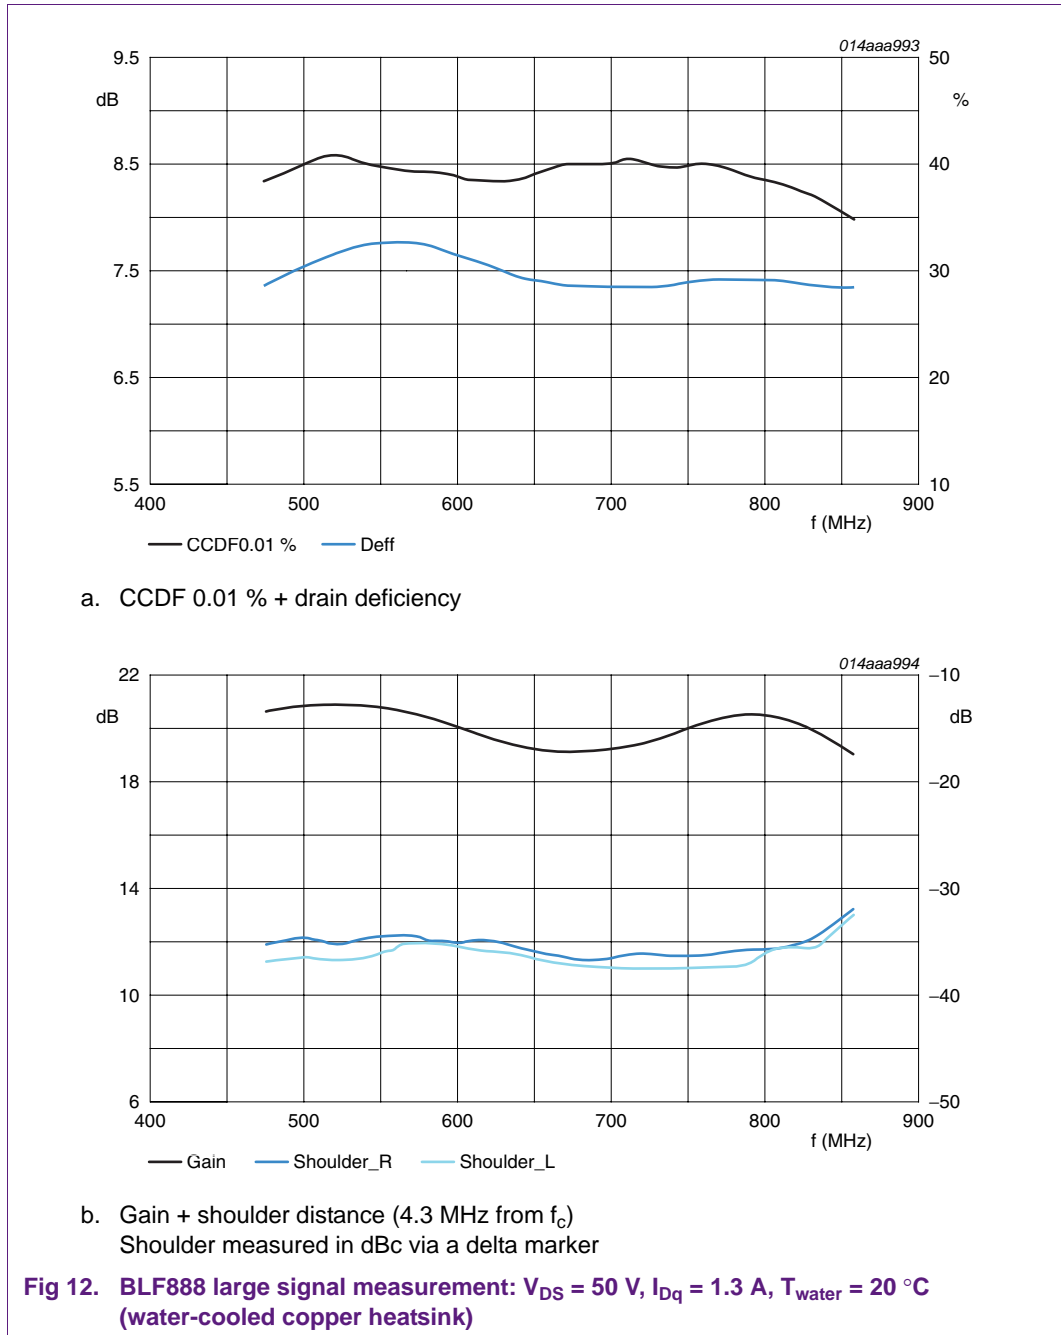 014aaa993
9.5
50
dB
%
8.5
40
7.5
30
6.5
20
5.5
10
400 500 600 700 800 900
f (MHz)
CCDF0.01 % Deff
a. CCDF 0.01 % + drain deficiency
014aaa994
22
−10
dB
dB
18
−20
14
−30
10
−40
6
−50
400 500 600 700 800 900
f (MHz)
Gain Shoulder_R Shoulder_L
b. Gain + shoulder distance (4.3 MHz from fc)
Shoulder measured in dBc via a delta marker
Fig 12. BLF888 large signal measurement: VDS = 50 V, IDq = 1.3 A, Twater = 20 °C
(water-cooled copper heatsink)